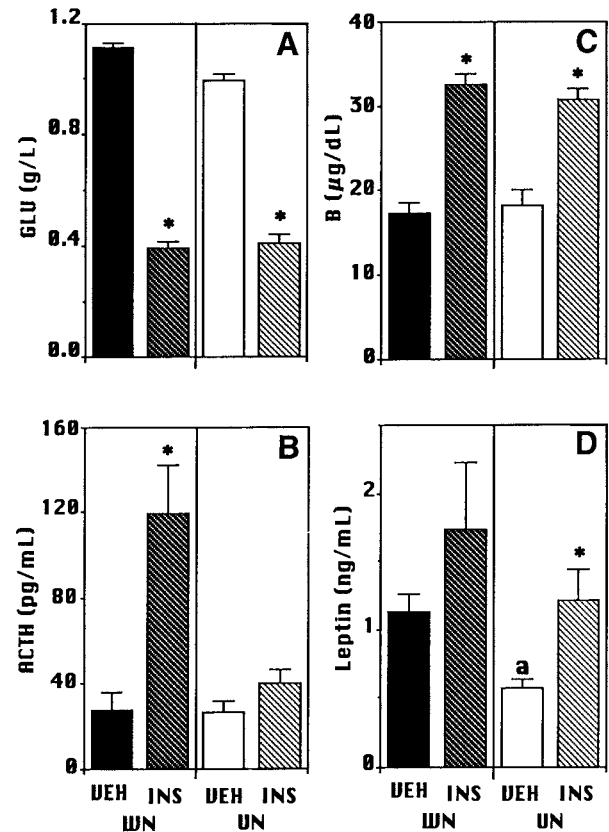 1.2
0.8
0.4
0.0
GLU (g/L)
A
*
*
40
30
20
10
0
B (µg/dL)
C
*
*
160
120
80
40
0
ACTH (pg/mL)
B
*
VEH INS VEH INS
WN UN
2
1
0
Leptin (ng/mL)
D
a
*
VEH INS VEH INS
WN UN